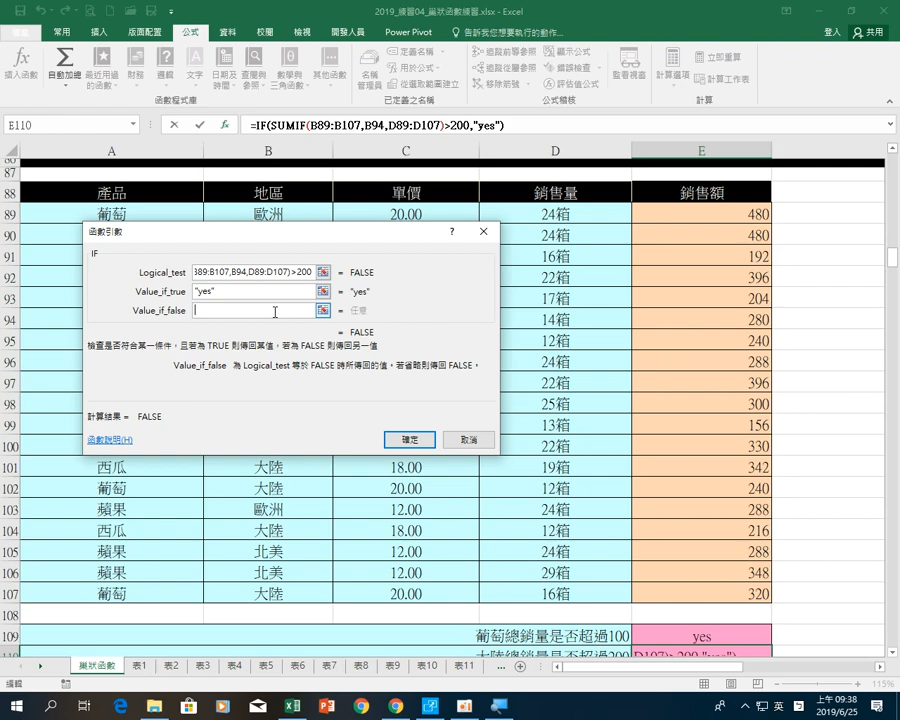 2019_練習04_巢狀函數練習.xlsx - Excel
常用 插入 版面配置 公式 資料 校閱 檢視 開發人員 Power Pivot 告訴我您想要執行的動作... 登入 共用
插入函數 自動加總 最近用過的函數 財務 邏輯 文字 日期及時間 查閱與參照 數學與三角函數 其他函數
名稱管理員 定義名稱 用於公式 從選取範圍建立
追蹤前導參照 追蹤從屬參照 移除箭號 顯示公式 錯誤檢查 評估值公式 監看視窗
計算選項 立即重算 計算工作表
函數程式庫 已定義之名稱 公式稽核 計算
E110 fx =IF(SUMIF(B89:B107,B94,D89:D107)>200,"yes")
A B C D E
87
88 產品 地區 單價 銷售量 銷售額
89 葡萄 歐洲 20.00 24箱 480
90 24箱 480
91 16箱 192
92 22箱 396
93 17箱 204
94 14箱 280
95 12箱 240
96 24箱 288
97 22箱 396
98 25箱 300
99 13箱 156
100 22箱 330
函數引數 ?
IF
Logical_test 389:B107,B94,D89:D107)>200 = FALSE
Value_if_true "yes" = "yes"
Value_if_false = 任意
= FALSE
檢查是否符合某一條件，且若為 TRUE 則傳回某值，若為 FALSE 則傳回另一值
Value_if_false 為 Logical_test 等於 FALSE 時所傳回的值，若省略則傳回 FALSE。
計算結果 = FALSE
函數說明(H) 確定 取消
101 西瓜 大陸 18.00 19箱 342
102 葡萄 大陸 20.00 12箱 240
103 蘋果 歐洲 12.00 24箱 288
104 西瓜 大陸 18.00 12箱 216
105 蘋果 北美 12.00 24箱 288
106 蘋果 北美 12.00 29箱 348
107 葡萄 大陸 20.00 16箱 320
108
109 葡萄總銷量是否超過100 yes
110 大陸總銷量是否超過200 D107)>200,"yes")
巢狀函數 表1 表2 表3 表4 表5 表6 表7 表8 表9 表10 表11 ...
編輯 115%
英 上午 09:38
2019/6/25